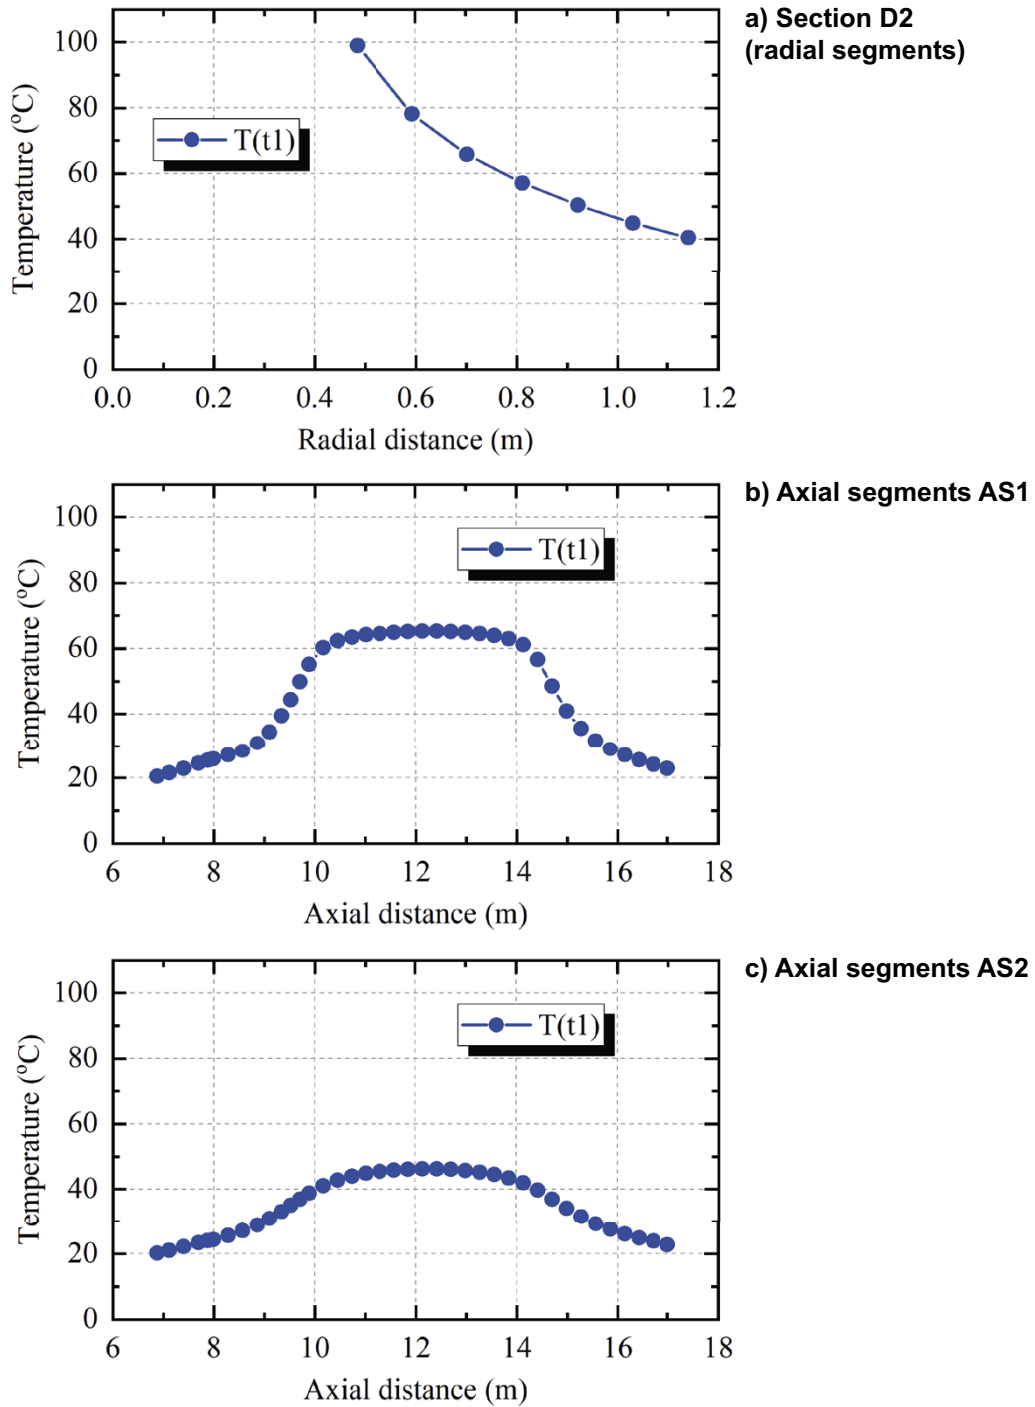 a) Section D2
(radial segments)
100
80
60
40
20
0
Temperature (ºC)
T(t1)
0.0 0.2 0.4 0.6 0.8 1.0 1.2
Radial distance (m)
b) Axial segments AS1
100
80
60
40
20
0
Temperature (ºC)
T(t1)
6 8 10 12 14 16 18
Axial distance (m)
c) Axial segments AS2
100
80
60
40
20
0
Temperature (ºC)
T(t1)
6 8 10 12 14 16 18
Axial distance (m)